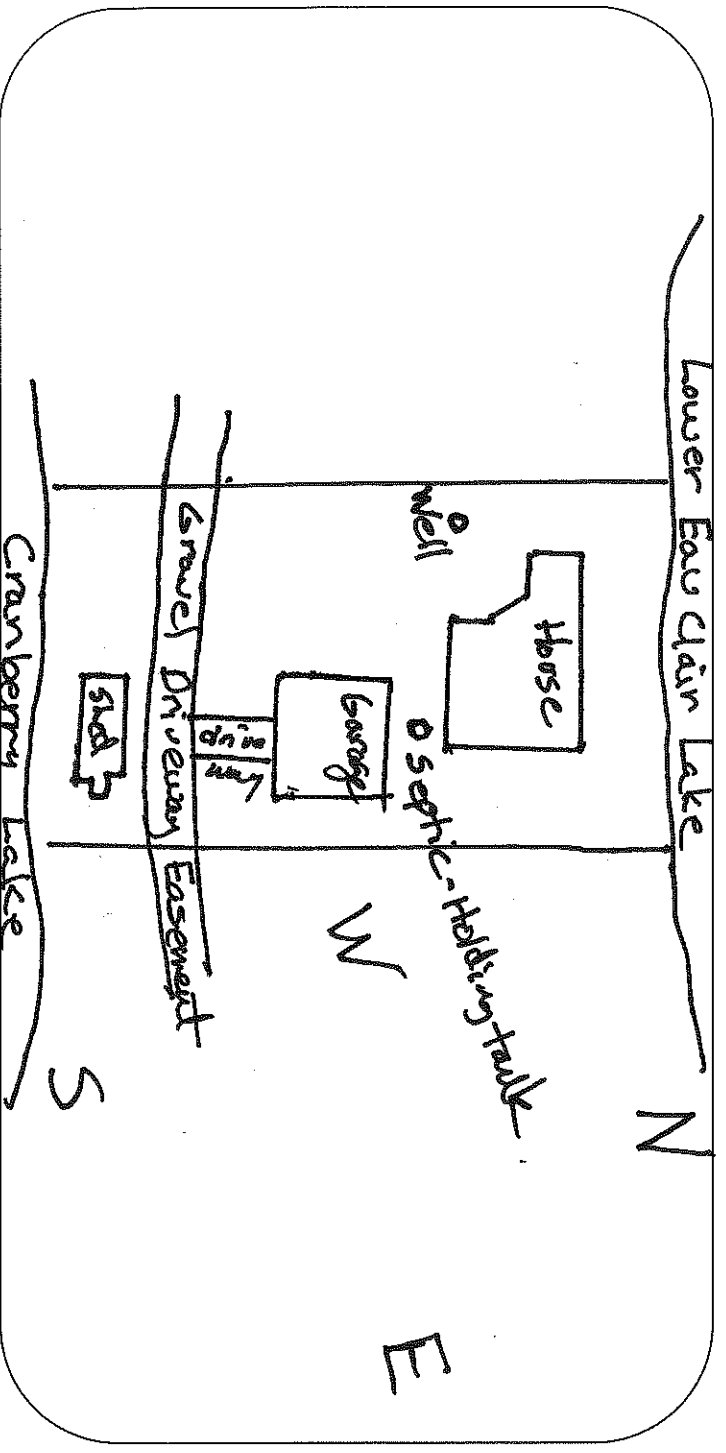 Lower Eau Clair Lake
N
House
E
Well
Septic-Holding tank
W
Garage
drive
way
Gravel Driveway Easement
Shed
S
Cranberry Lake